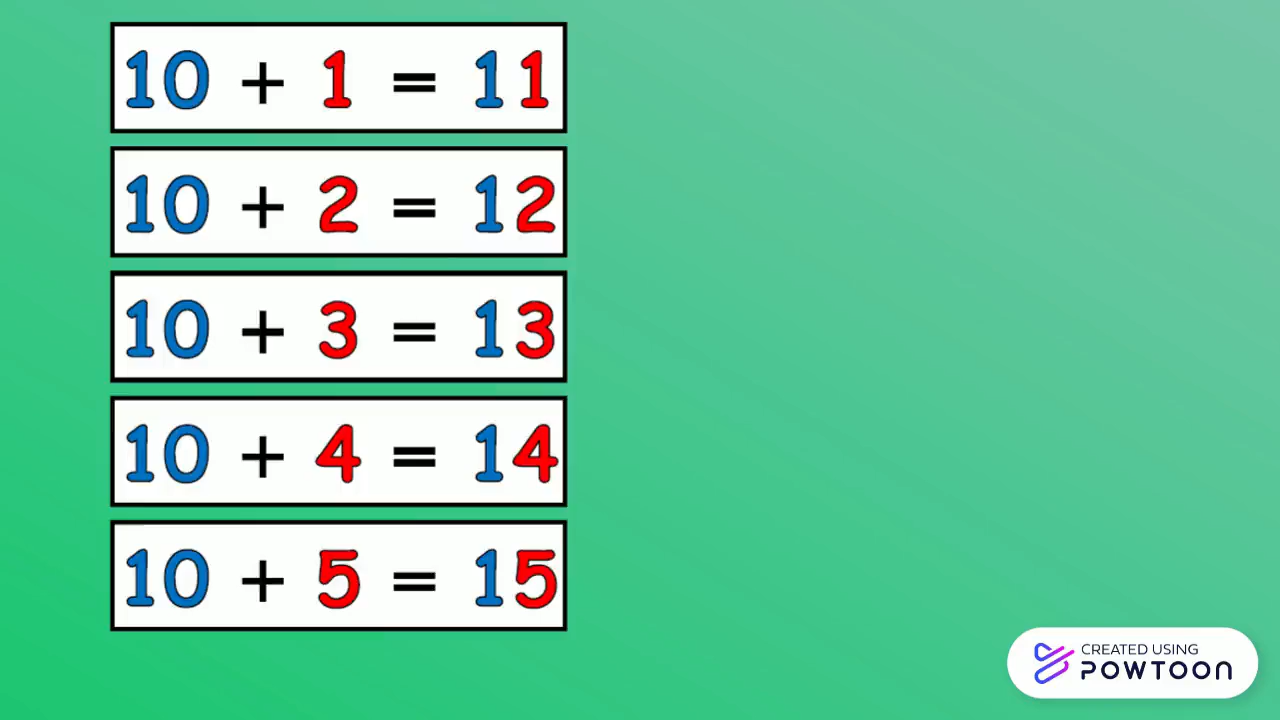 10 + 1 = 11
10 + 2 = 12
10 + 3 = 13
10 + 4 = 14
10 + 5 = 15
CREATED USING
POWTOON